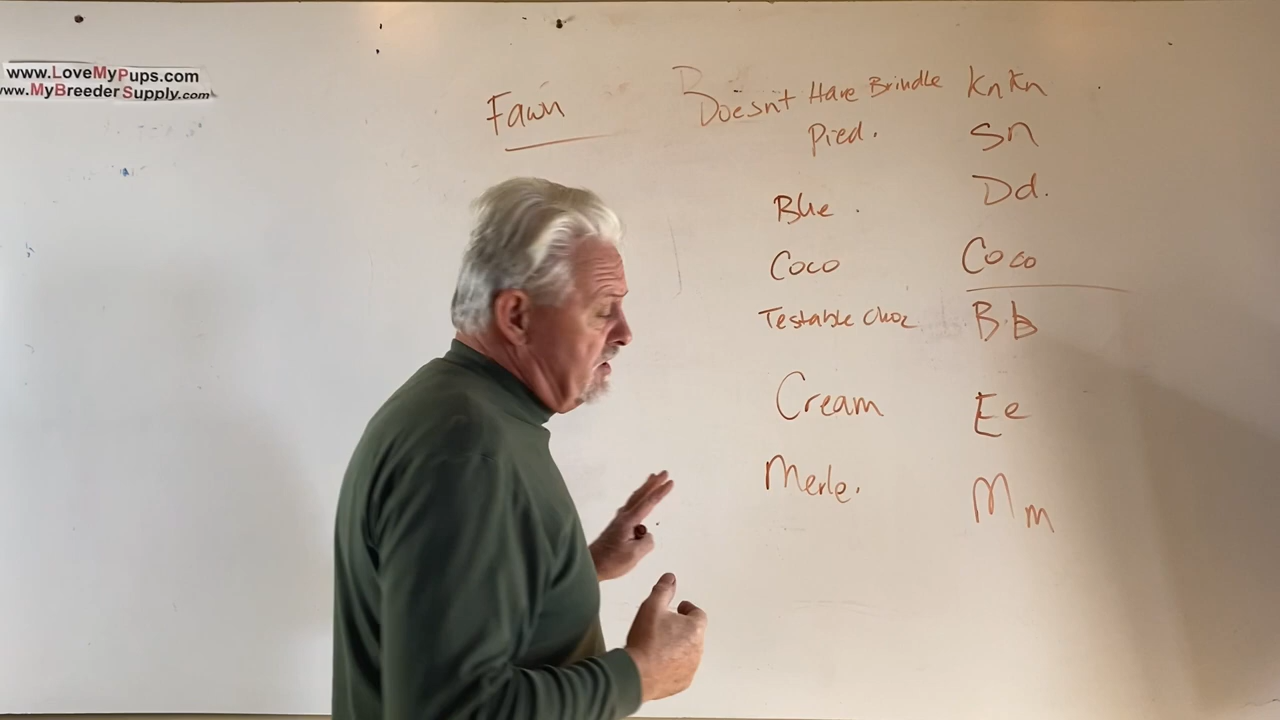 www.LoveMyPups.com
www.MyBreederSupply.com
Fawn
Doesn't Have Brindle KnKn
Pied. Sn
Blue. Dd.
Coco Coco
Testable Choc Bb
Cream Ee
Merle. Mm